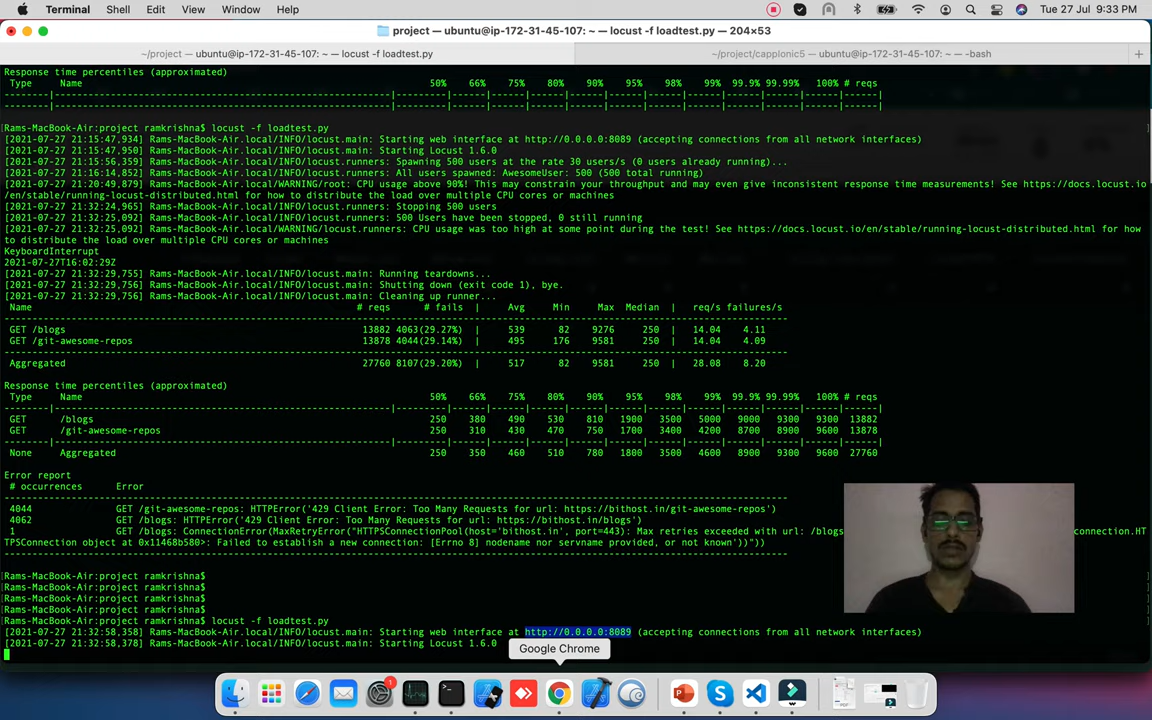 Terminal Shell Edit View Window Help Tue 27 Jul 9:33 PM
project — ubuntu@ip-172-31-45-107: ~ — locust -f loadtest.py — 204×53
~/project — ubuntu@ip-172-31-45-107: ~ — locust -f loadtest.py ~/project/cappIonic5 — ubuntu@ip-172-31-45-107: ~ — -bash +
Response time percentiles (approximated)
Type Name 50% 66% 75% 80% 90% 95% 98% 99% 99.9% 99.99% 100% # reqs
--------|------------------------------------------------------------|---------|------|------|------|------|------|------|------|------|------|------|------|
--------|------------------------------------------------------------|---------|------|------|------|------|------|------|------|------|------|------|------|
Rams-MacBook-Air:project ramkrishna$ locust -f loadtest.py
[2021-07-27 21:15:47,934] Rams-MacBook-Air.local/INFO/locust.main: Starting web interface at http://0.0.0.0:8089 (accepting connections from all network interfaces)
[2021-07-27 21:15:47,950] Rams-MacBook-Air.local/INFO/locust.main: Starting Locust 1.6.0
[2021-07-27 21:15:56,359] Rams-MacBook-Air.local/INFO/locust.runners: Spawning 500 users at the rate 30 users/s (0 users already running)...
[2021-07-27 21:16:14,852] Rams-MacBook-Air.local/INFO/locust.runners: All users spawned: AwesomeUser: 500 (500 total running)
[2021-07-27 21:20:49,879] Rams-MacBook-Air.local/WARNING/root: CPU usage above 90%! This may constrain your throughput and may even give inconsistent response time measurements! See https://docs.locust.io
/en/stable/running-locust-distributed.html for how to distribute the load over multiple CPU cores or machines
[2021-07-27 21:32:24,965] Rams-MacBook-Air.local/INFO/locust.runners: Stopping 500 users
[2021-07-27 21:32:25,092] Rams-MacBook-Air.local/INFO/locust.runners: 500 Users have been stopped, 0 still running
[2021-07-27 21:32:25,092] Rams-MacBook-Air.local/WARNING/locust.runners: CPU usage was too high at some point during the test! See https://docs.locust.io/en/stable/running-locust-distributed.html for how
to distribute the load over multiple CPU cores or machines
KeyboardInterrupt
2021-07-27T16:02:29Z
[2021-07-27 21:32:29,755] Rams-MacBook-Air.local/INFO/locust.main: Running teardowns...
[2021-07-27 21:32:29,756] Rams-MacBook-Air.local/INFO/locust.main: Shutting down (exit code 1), bye.
[2021-07-27 21:32:29,756] Rams-MacBook-Air.local/INFO/locust.main: Cleaning up runner...
Name # reqs # fails | Avg Min Max Median | req/s failures/s
--------------------------------------------------------------------------------
GET /blogs 13882 4063(29.27%) | 539 82 9276 250 | 14.04 4.11
GET /git-awesome-repos 13878 4044(29.14%) | 495 176 9581 250 | 14.04 4.09
--------------------------------------------------------------------------------
Aggregated 27760 8107(29.20%) | 517 82 9581 250 | 28.08 8.20
Response time percentiles (approximated)
Type Name 50% 66% 75% 80% 90% 95% 98% 99% 99.9% 99.99% 100% # reqs
--------|------------------------------------------------------------|---------|------|------|------|------|------|------|------|------|------|------|------|
GET /blogs 250 380 490 530 810 1900 3500 5000 9000 9300 9300 13882
GET /git-awesome-repos 250 310 430 470 750 1700 3400 4200 8700 8900 9600 13878
--------|------------------------------------------------------------|---------|------|------|------|------|------|------|------|------|------|------|------|
None Aggregated 250 350 460 510 780 1800 3500 4600 8900 9300 9600 27760
Error report
# occurrences Error
--------------------------------------------------------------------------------
4044 GET /git-awesome-repos: HTTPError('429 Client Error: Too Many Requests for url: https://bithost.in/git-awesome-repos')
4062 GET /blogs: HTTPError('429 Client Error: Too Many Requests for url: https://bithost.in/blogs')
1 GET /blogs: ConnectionError(MaxRetryError("HTTPSConnectionPool(host='bithost.in', port=443): Max retries exceeded with url: /blogs connection.HT
TPSConnection object at 0x11468b580>: Failed to establish a new connection: [Errno 8] nodename nor servname provided, or not known'))"))
--------------------------------------------------------------------------------
Rams-MacBook-Air:project ramkrishna$
Rams-MacBook-Air:project ramkrishna$
Rams-MacBook-Air:project ramkrishna$
Rams-MacBook-Air:project ramkrishna$
Rams-MacBook-Air:project ramkrishna$ locust -f loadtest.py
[2021-07-27 21:32:58,358] Rams-MacBook-Air.local/INFO/locust.main: Starting web interface at http://0.0.0.0:8089 (accepting connections from all network interfaces)
[2021-07-27 21:32:58,378] Rams-MacBook-Air.local/INFO/locust.main: Starting Locust 1.6.0
Google Chrome
1